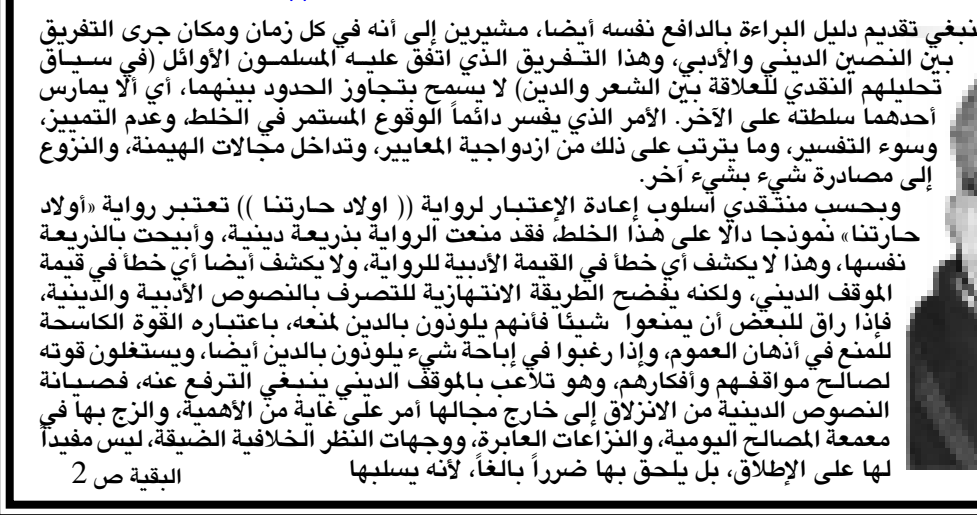 نبغي تقديم دليل البراءة بالدافع نفسه أيضا، مشيرين إلى أنه في كل زمان ومكان جرى التفريق
بين النصين الديني والأدبي، وهذا التفريق الذي اتفق عليه المسلمون الأوائل (في سياق
تحليلهم النقدي للعلاقة بين الشعر والدين) لا يسمح بتجاوز الحدود بينهما، أي ألا يمارس
أحدهما سلطته على الآخر. الأمر الذي يفسر دائماً الوقوع المستمر في الخلط، وعدم التمييز،
وسوء التفسير، وما يترتب على ذلك من ازدواجية المعايير، وتداخل مجالات الهيمنة، والنزوع
إلى مصادرة شيء بشيء آخر.
وبحسب منتقدي اسلوب إعادة الإعتبار لرواية (( اولاد حارتنا )) تعتبر رواية «أولاد
حارتنا» نموذجا دالا على هذا الخلط، فقد منعت الرواية بذريعة دينية، وأبيحت بالذريعة
نفسها، وهذا لا يكشف أي خطأ في القيمة الأدبية للرواية، ولا يكشف أيضا أي خطأ في قيمة
الموقف الديني، ولكنه يفضح الطريقة الانتهازية للتصرف بالنصوص الأدبية والدينية،
فإذا راق للبعض أن يمنعوا شيئا فأنهم يلوذون بالدين لمنعه، باعتباره القوة الكاسحة
للمنع في أذهان العموم، وإذا رغبوا في إباحة شيء يلوذون بالدين أيضا، ويستغلون قوته
لصالح مواقفهم وأفكارهم، وهو تلاعب بالموقف الديني ينبغي الترفع عنه، فصيانة
النصوص الدينية من الانزلاق إلى خارج مجالها أمر على غاية من الأهمية، والزج بها في
معمعة المصالح اليومية، والنزاعات العابرة، ووجهات النظر الخلافية الضيقة، ليس مفيداً
لها على الإطلاق، بل يلحق بها ضرراً بالغاً، لأنه يسلبها
البقية ص 2